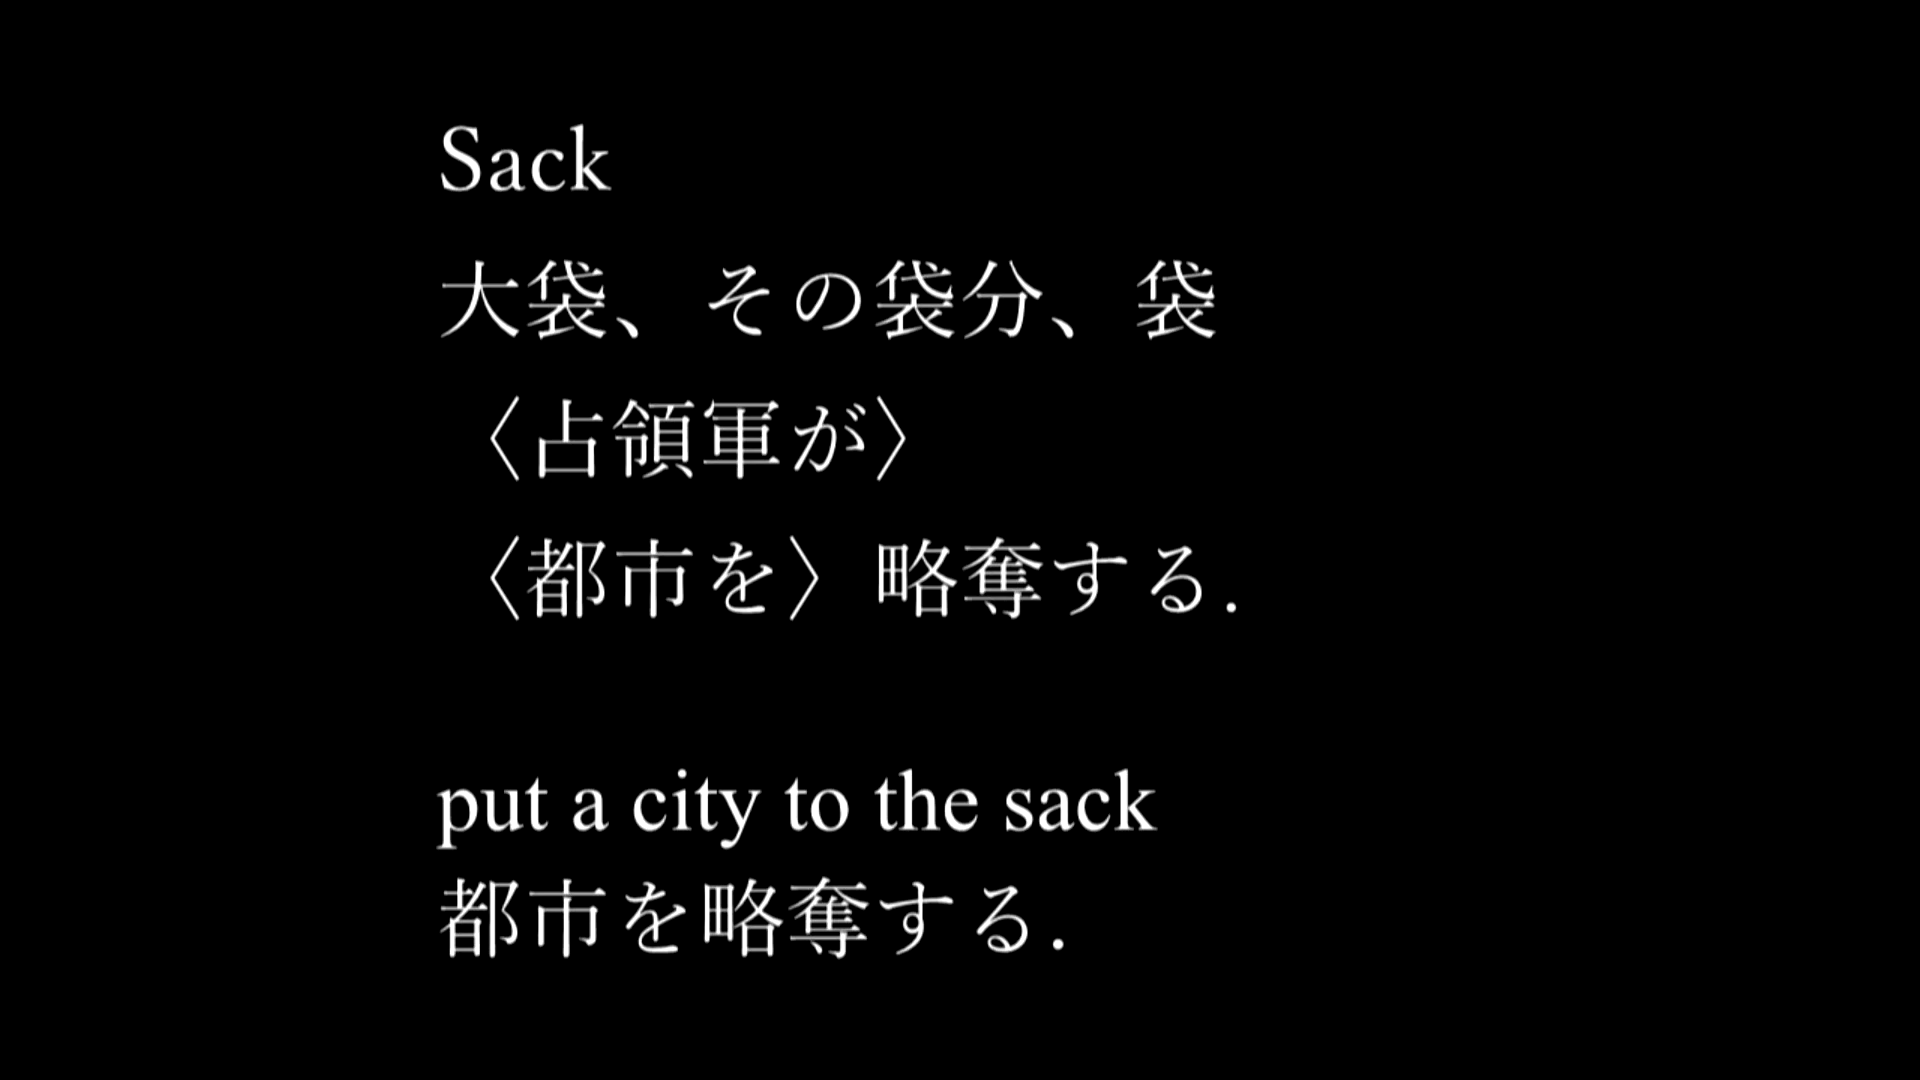 Sack
大袋、その袋分、袋
〈占領軍が〉
〈都市を〉略奪する.
put a city to the sack
都市を略奪する.